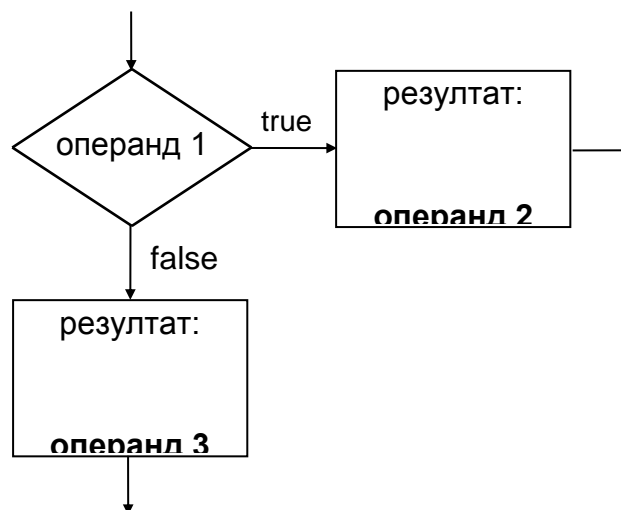 операнд 1
true
резултат:
операнд 2
false
резултат:
операнд 3